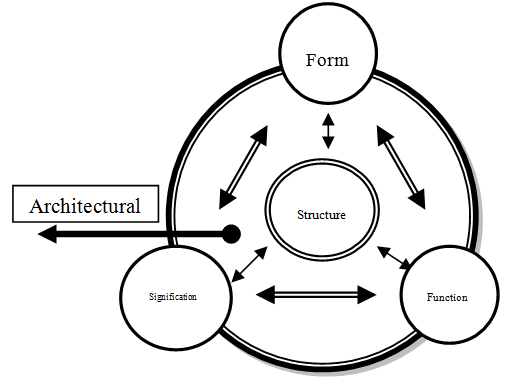 Form
Architectural
Structure
Signification
Function